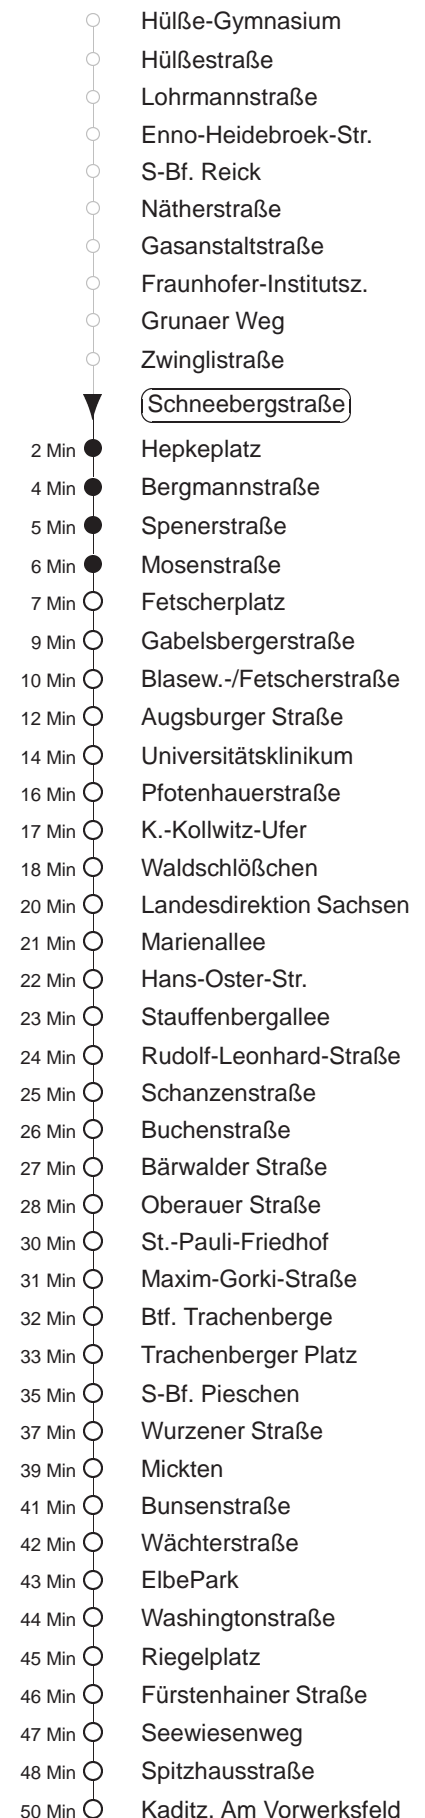 Hülße-Gymnasium
Hülßestraße
Lohrmannstraße
Enno-Heidebroek-Str.
S-Bf. Reick
Nätherstraße
Gasanstaltstraße
Fraunhofer-Institutsz.
Grunaer Weg
Zwinglistraße
Schneebergstraße
2 Min Hepkeplatz
4 Min Bergmannstraße
5 Min Spenerstraße
6 Min Mosenstraße
7 Min Fetscherplatz
9 Min Gabelsbergerstraße
10 Min Blasew.-/Fetscherstraße
12 Min Augsburger Straße
14 Min Universitätsklinikum
16 Min Pfotenhauerstraße
17 Min K.-Kollwitz-Ufer
18 Min Waldschlößchen
20 Min Landesdirektion Sachsen
21 Min Marienallee
22 Min Hans-Oster-Str.
23 Min Stauffenbergallee
24 Min Rudolf-Leonhard-Straße
25 Min Schanzenstraße
26 Min Buchenstraße
27 Min Bärwalder Straße
28 Min Oberauer Straße
30 Min St.-Pauli-Friedhof
31 Min Maxim-Gorki-Straße
32 Min Btf. Trachenberge
33 Min Trachenberger Platz
35 Min S-Bf. Pieschen
37 Min Wurzener Straße
39 Min Mickten
41 Min Bunsenstraße
42 Min Wächterstraße
43 Min ElbePark
44 Min Washingtonstraße
45 Min Riegelplatz
46 Min Fürstenhainer Straße
47 Min Seewiesenweg
48 Min Spitzhausstraße
50 Min Kaditz, Am Vorwerksfeld